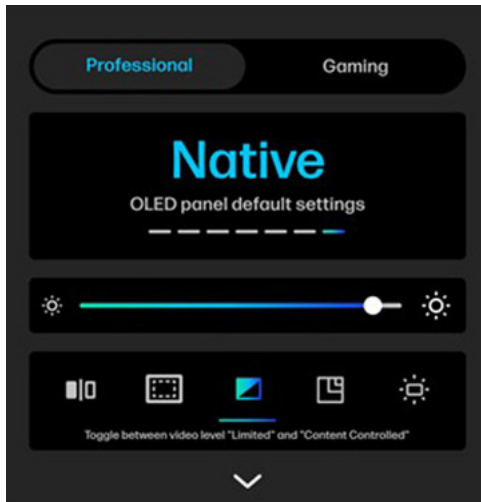 Professional
Gaming
Native
OLED panel default settings
Toggle between video level "Limited" and "Content Controlled"